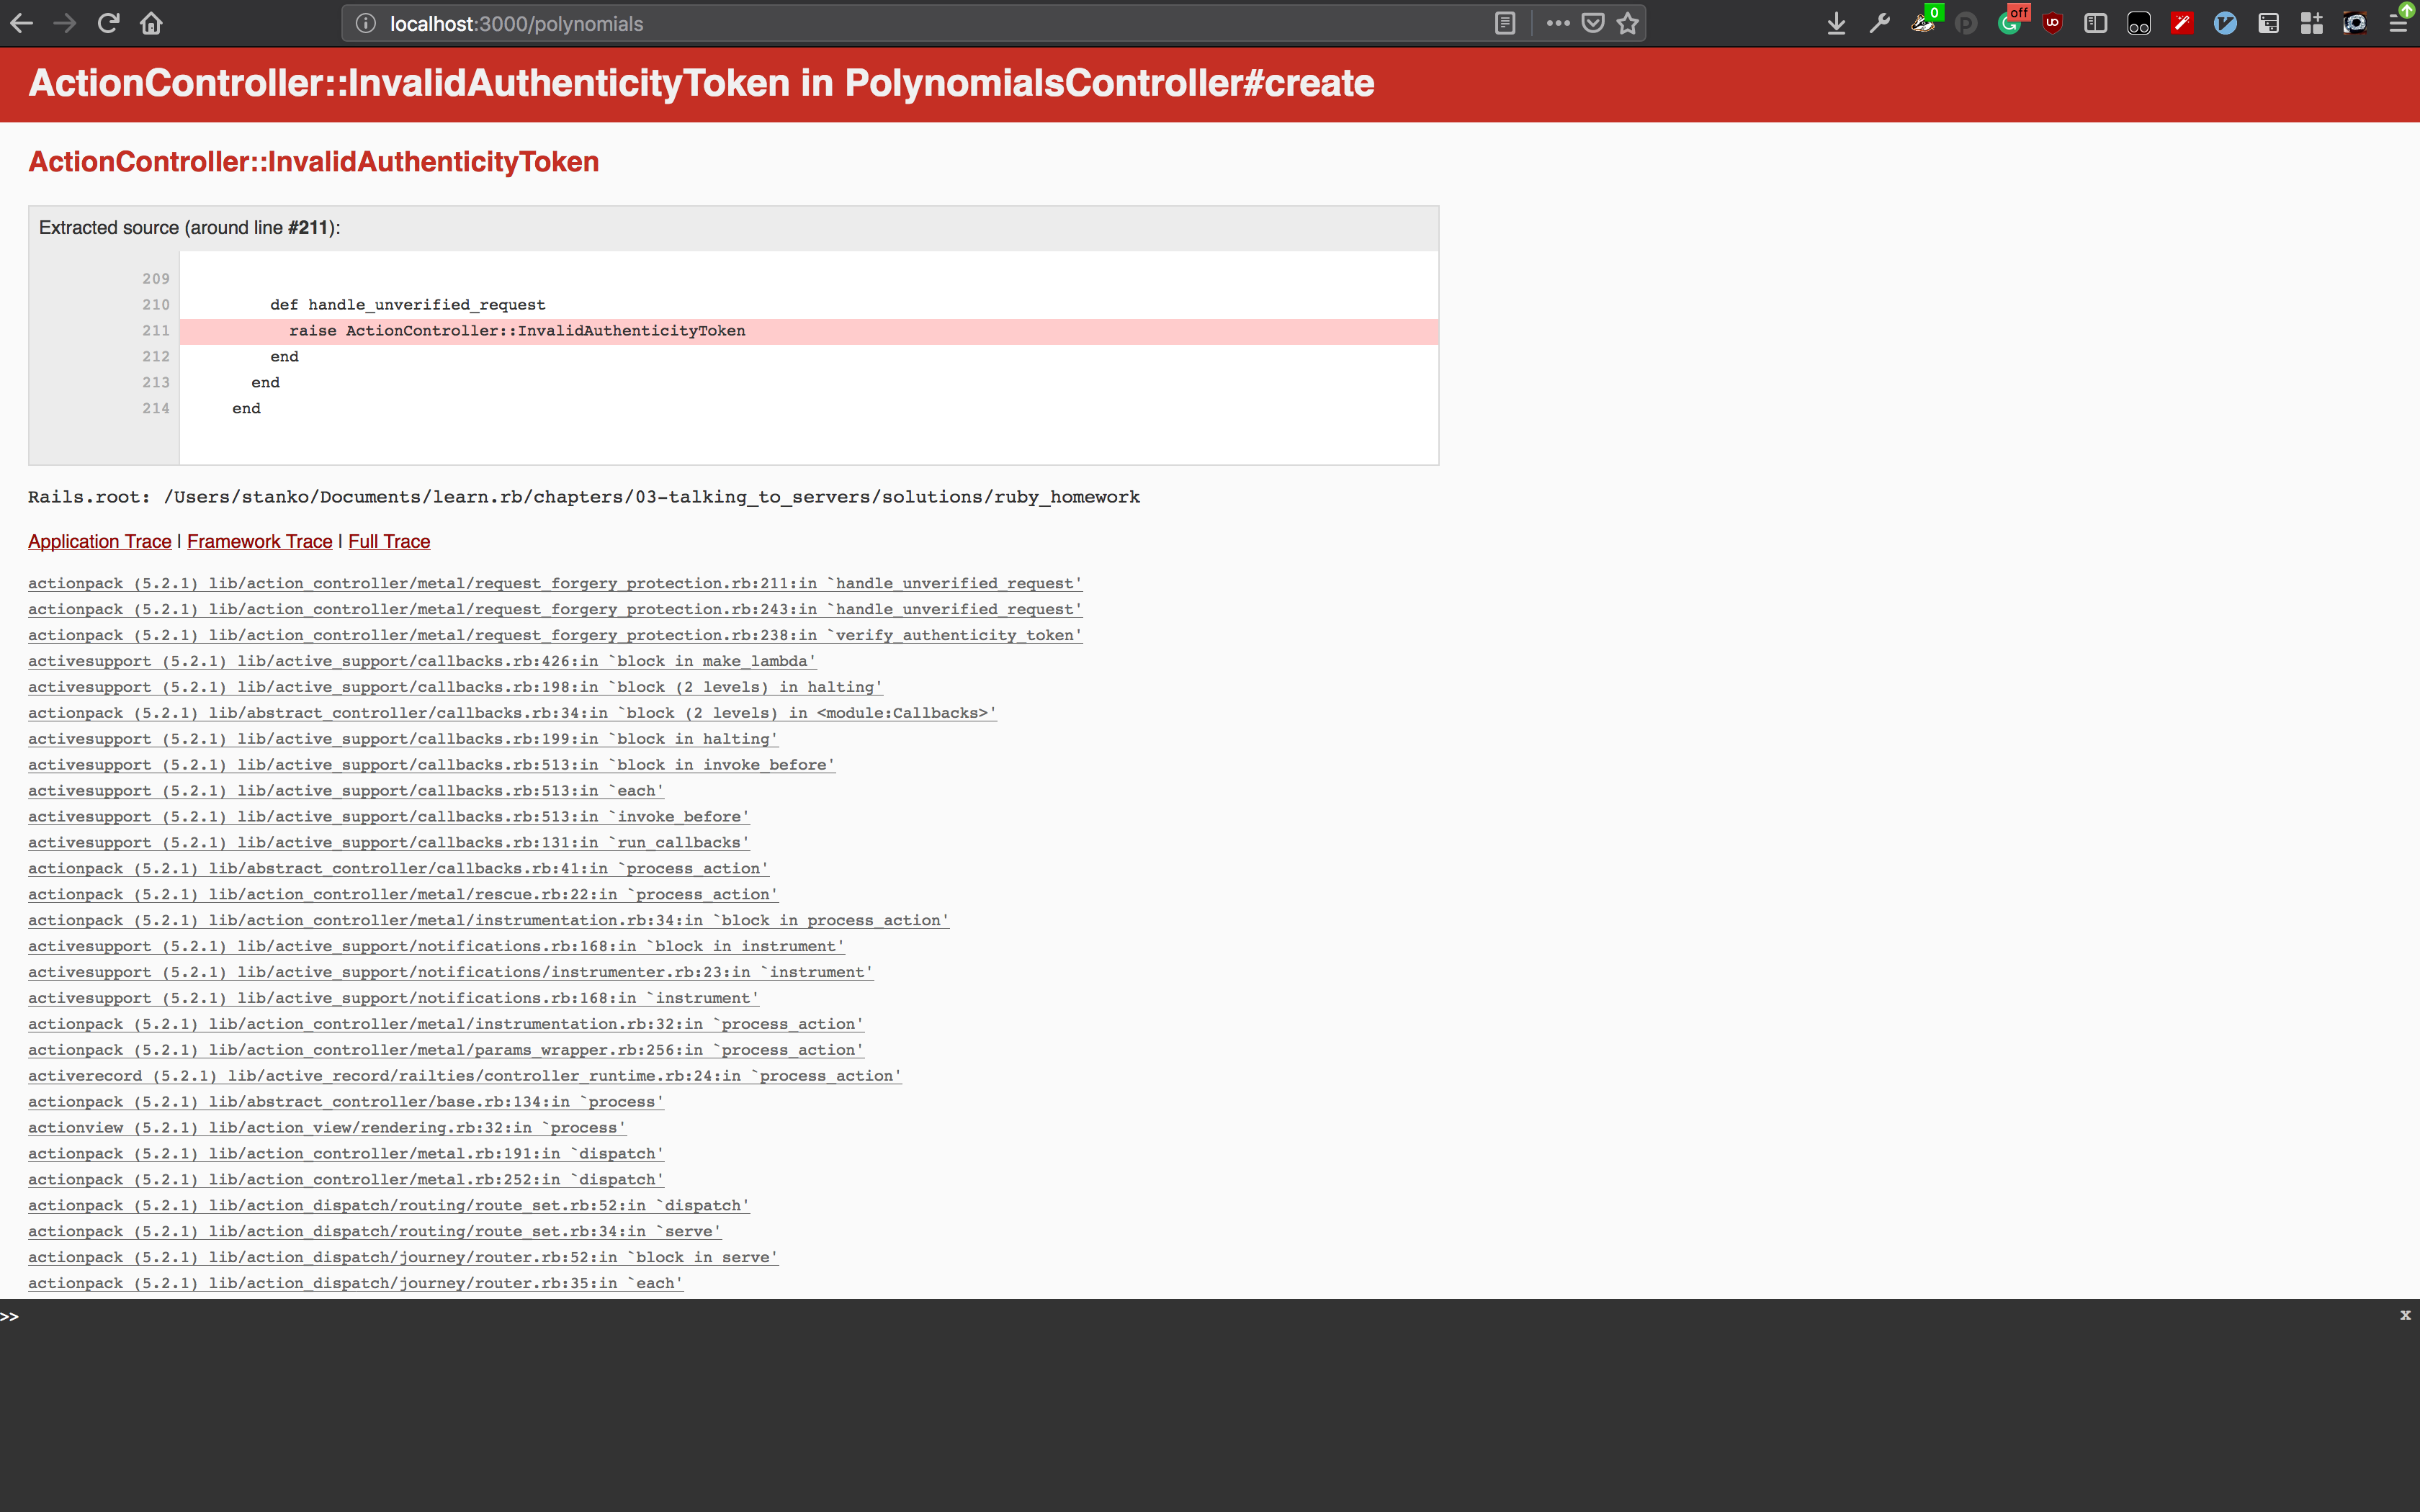 localhost:3000/polynomials
0
off
ActionController::InvalidAuthenticityToken in PolynomialsController#create
ActionController::InvalidAuthenticityToken
Extracted source (around line #211):
209
210 def handle_unverified_request
211 raise ActionController::InvalidAuthenticityToken
212 end
213 end
214 end
Rails.root: /Users/stanko/Documents/learn.rb/chapters/03-talking_to_servers/solutions/ruby_homework
Application Trace | Framework Trace | Full Trace
actionpack (5.2.1) lib/action_controller/metal/request_forgery_protection.rb:211:in `handle_unverified_request'
actionpack (5.2.1) lib/action_controller/metal/request_forgery_protection.rb:243:in `handle_unverified_request'
actionpack (5.2.1) lib/action_controller/metal/request_forgery_protection.rb:238:in `verify_authenticity_token'
activesupport (5.2.1) lib/active_support/callbacks.rb:426:in `block in make_lambda'
activesupport (5.2.1) lib/active_support/callbacks.rb:198:in `block (2 levels) in halting'
actionpack (5.2.1) lib/abstract_controller/callbacks.rb:34:in `block (2 levels) in <module:Callbacks>'
activesupport (5.2.1) lib/active_support/callbacks.rb:199:in `block in halting'
activesupport (5.2.1) lib/active_support/callbacks.rb:513:in `block in invoke_before'
activesupport (5.2.1) lib/active_support/callbacks.rb:513:in `each'
activesupport (5.2.1) lib/active_support/callbacks.rb:513:in `invoke_before'
activesupport (5.2.1) lib/active_support/callbacks.rb:131:in `run_callbacks'
actionpack (5.2.1) lib/abstract_controller/callbacks.rb:41:in `process_action'
actionpack (5.2.1) lib/action_controller/metal/rescue.rb:22:in `process_action'
actionpack (5.2.1) lib/action_controller/metal/instrumentation.rb:34:in `block in process_action'
activesupport (5.2.1) lib/active_support/notifications.rb:168:in `block in instrument'
activesupport (5.2.1) lib/active_support/notifications/instrumenter.rb:23:in `instrument'
activesupport (5.2.1) lib/active_support/notifications.rb:168:in `instrument'
actionpack (5.2.1) lib/action_controller/metal/instrumentation.rb:32:in `process_action'
actionpack (5.2.1) lib/action_controller/metal/params_wrapper.rb:256:in `process_action'
activerecord (5.2.1) lib/active_record/railties/controller_runtime.rb:24:in `process_action'
actionpack (5.2.1) lib/abstract_controller/base.rb:134:in `process'
actionview (5.2.1) lib/action_view/rendering.rb:32:in `process'
actionpack (5.2.1) lib/action_controller/metal.rb:191:in `dispatch'
actionpack (5.2.1) lib/action_controller/metal.rb:252:in `dispatch'
actionpack (5.2.1) lib/action_dispatch/routing/route_set.rb:52:in `dispatch'
actionpack (5.2.1) lib/action_dispatch/routing/route_set.rb:34:in `serve'
actionpack (5.2.1) lib/action_dispatch/journey/router.rb:52:in `block in serve'
actionpack (5.2.1) lib/action_dispatch/journey/router.rb:35:in `each'
>> x